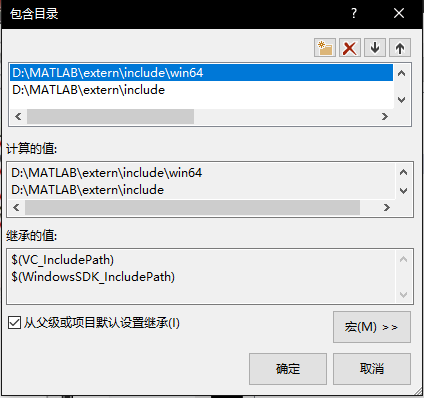 包含目录
D:\MATLAB\extern\include\win64
D:\MATLAB\extern\include
计算的值:
D:\MATLAB\extern\include\win64
D:\MATLAB\extern\include
继承的值:
$(VC_IncludePath)
$(WindowsSDK_IncludePath)
从父级或项目默认设置继承(I)
宏(M) >>
确定
取消